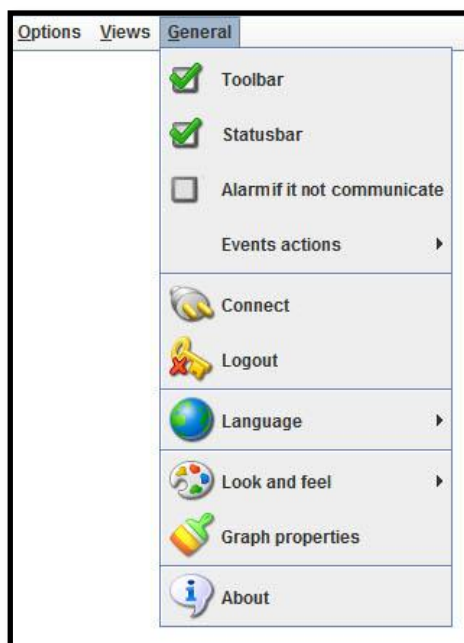 Options Views General
Toolbar
Statusbar
Alarm if it not communicate
Events actions
Connect
Logout
Language
Look and feel
Graph properties
About